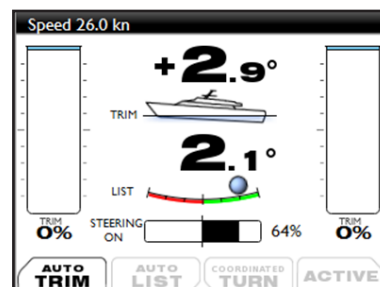 Speed 26.0 kn
+2.9°
TRIM
2.1°
LIST
TRIM
0%
STEERING
ON
64%
TRIM
0%
AUTO
TRIM
AUTO
LIST
COORDINATED
TURN
ACTIVE